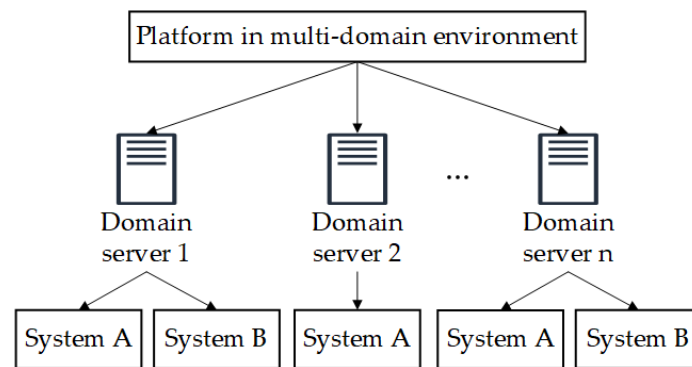 Platform in multi-domain environment
...
Domain
server 1
Domain
server 2
Domain
server n
System A
System B
System A
System A
System B